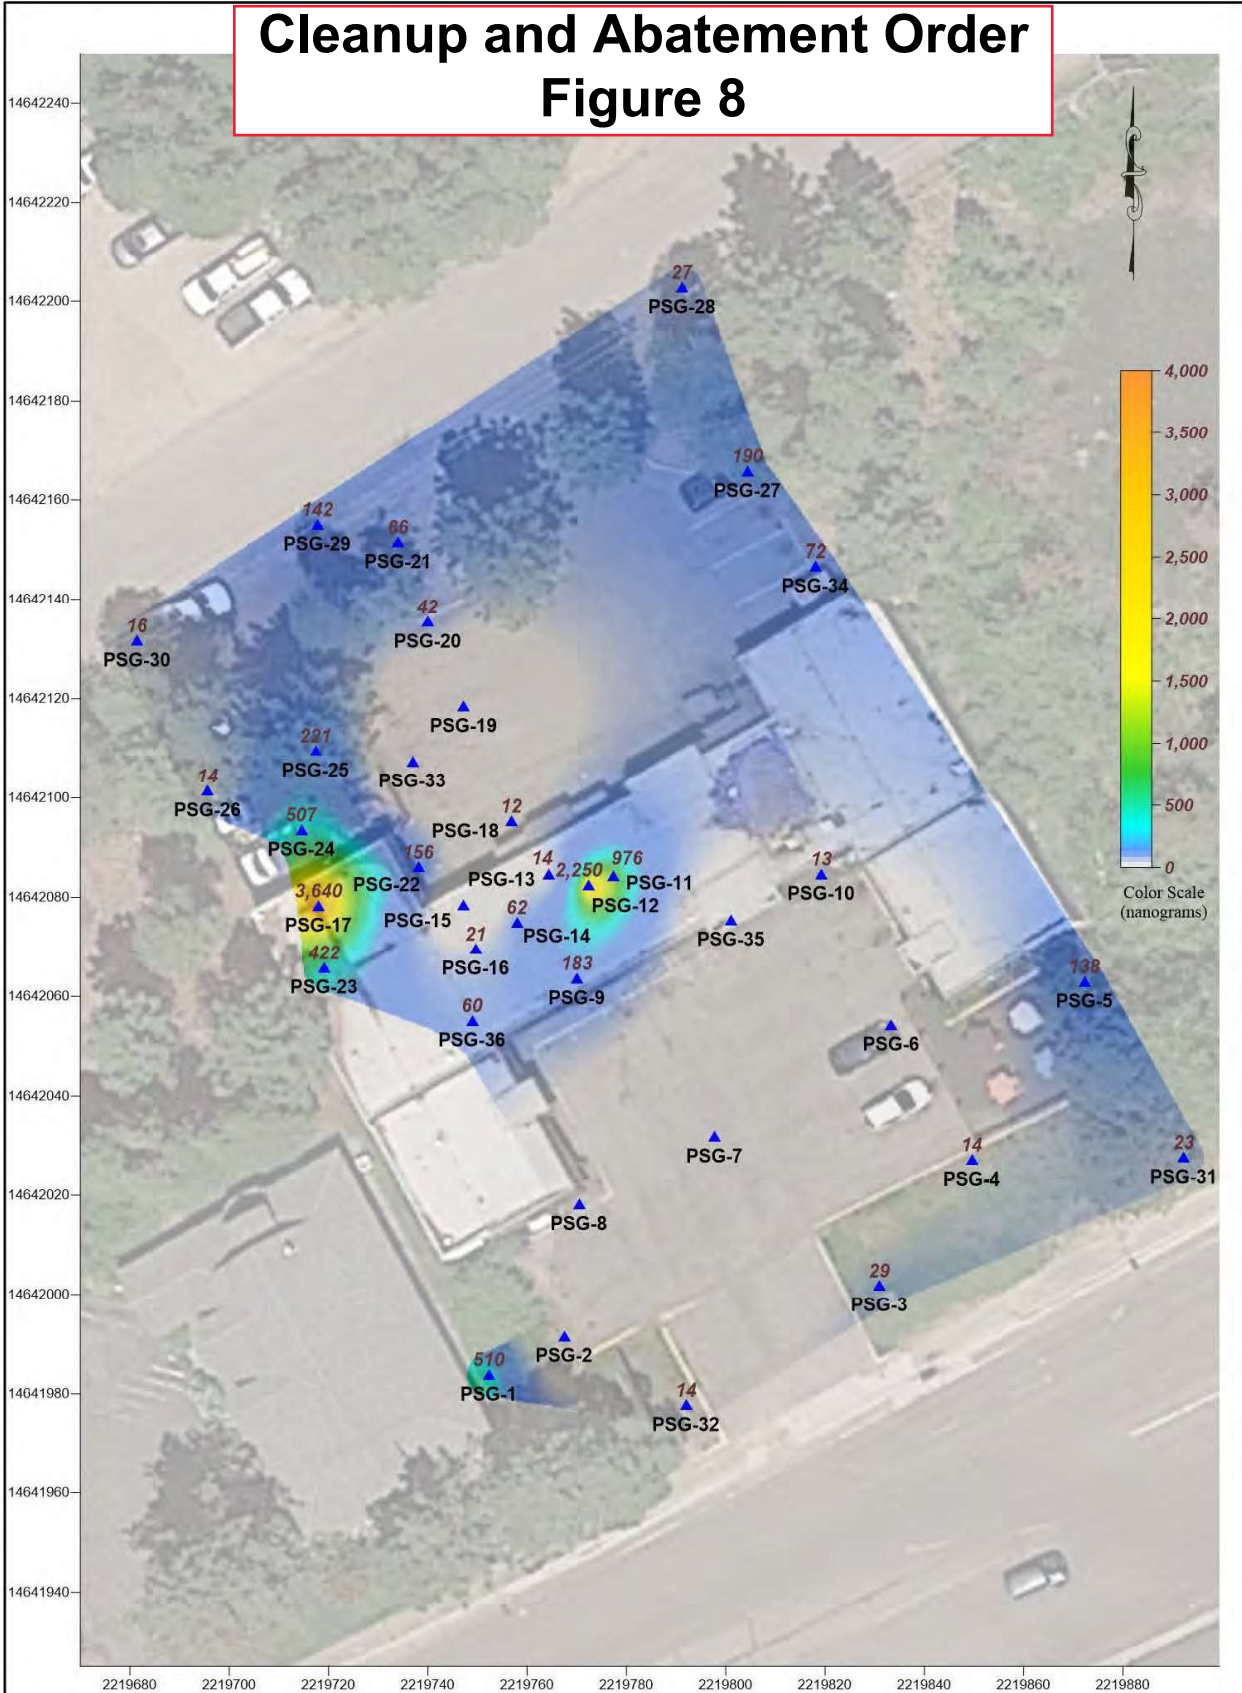 Cleanup and Abatement Order
Figure 8
14642240
14642220
14642200
14642180
14642160
14642140
14642120
14642100
14642080
14642060
14642040
14642020
14642000
14641980
14641960
14641940
27
PSG-28
190
PSG-27
142
PSG-29
66
PSG-21
72
PSG-34
42
PSG-20
16
PSG-30
PSG-19
221
PSG-25
PSG-33
14
PSG-26
12
PSG-18
507
PSG-24
156
PSG-22
14
PSG-13
2,250
PSG-12
976
PSG-11
13
PSG-10
3,640
PSG-17
PSG-15
62
PSG-14
PSG-35
21
PSG-16
422
PSG-23
183
PSG-9
138
PSG-5
60
PSG-36
PSG-6
PSG-7
14
PSG-4
23
PSG-31
PSG-8
29
PSG-3
PSG-2
510
PSG-1
14
PSG-32
4,000
3,500
3,000
2,500
2,000
1,500
1,000
500
0
Color Scale
(nanograms)
2219680
2219700
2219720
2219740
2219760
2219780
2219800
2219820
2219840
2219860
2219880